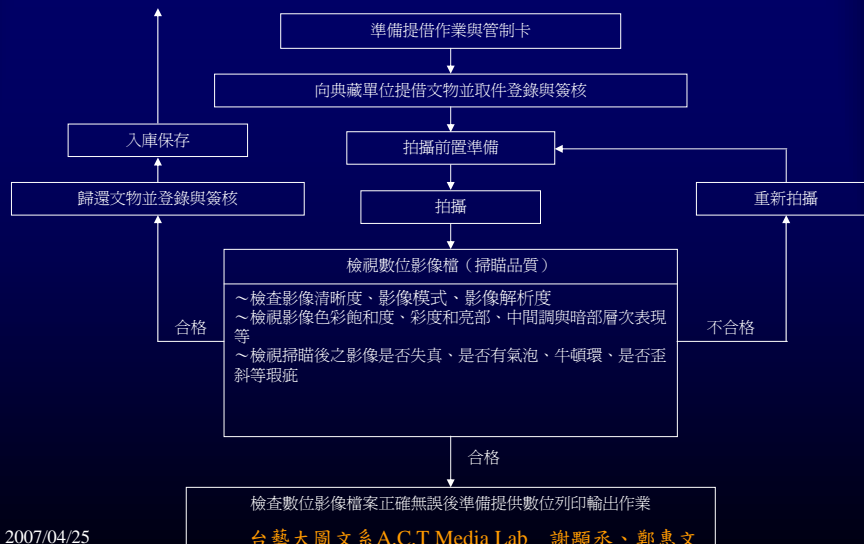 準備提借作業與管制卡
向典藏單位提借文物並取件登錄與簽核
入庫保存
拍攝前置準備
歸還文物並登錄與簽核
拍攝
重新拍攝
檢視數位影像檔（掃瞄品質）
～檢查影像清晰度、影像模式、影像解析度
～檢視影像色彩飽和度、彩度和亮部、中間調與暗部層次表現
等
～檢視掃瞄後之影像是否失真、是否有氣泡、牛頓環、是否歪
斜等瑕疵
合格
不合格
合格
檢查數位影像檔案正確無誤後準備提供數位列印輸出作業
2007/04/25
台藝大圖文系A.C.T Media Lab 謝顒丞、鄭惠文